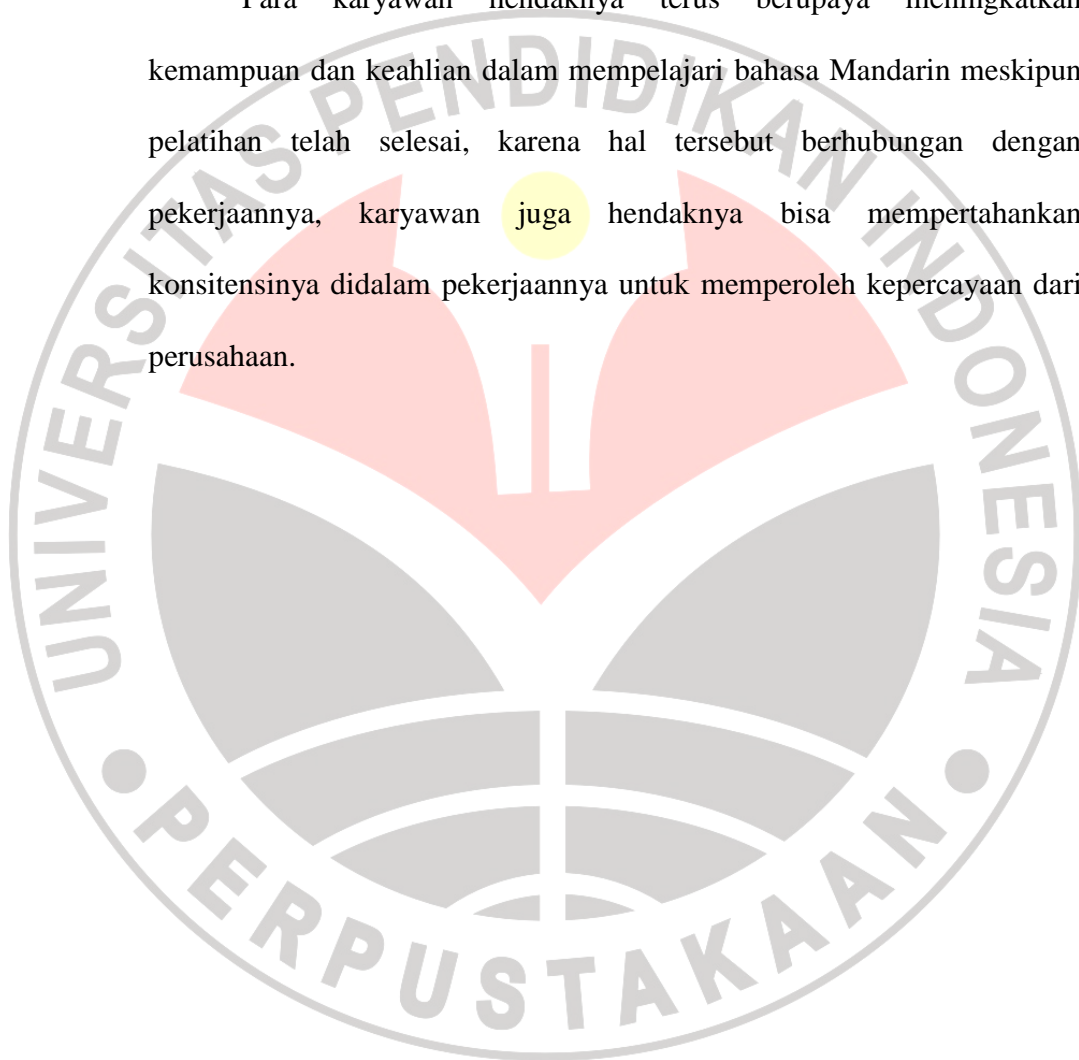 Para karyawan hendaknya terus berupaya meningkatkan
kemampuan dan keahlian dalam mempelajari bahasa Mandarin meskipun
pelatihan telah selesai, karena hal tersebut berhubungan dengan
pekerjaannya, karyawan juga hendaknya bisa mempertahankan
konsitensinya didalam pekerjaannya untuk memperoleh kepercayaan dari
perusahaan.
UNIVERSITAS PENDIDIKAN INDONESIA
PERPUSTAKAAN